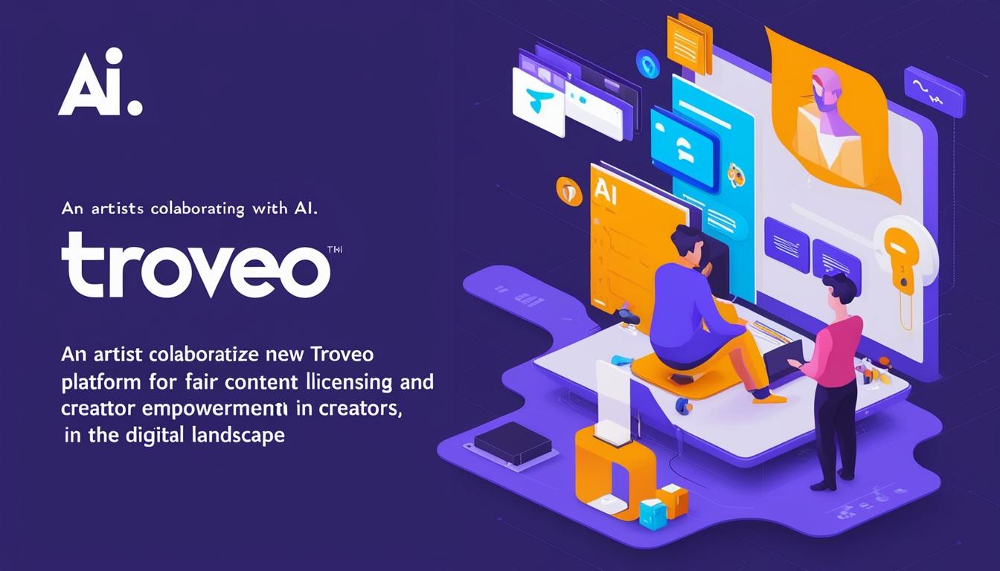 Ai.
An artists colaborating with AI.
troveo™
An artist colaboratize new Troveo
platform for fair content llicensing and
creattor empowermentı in creators,
in the digital landscape
AI